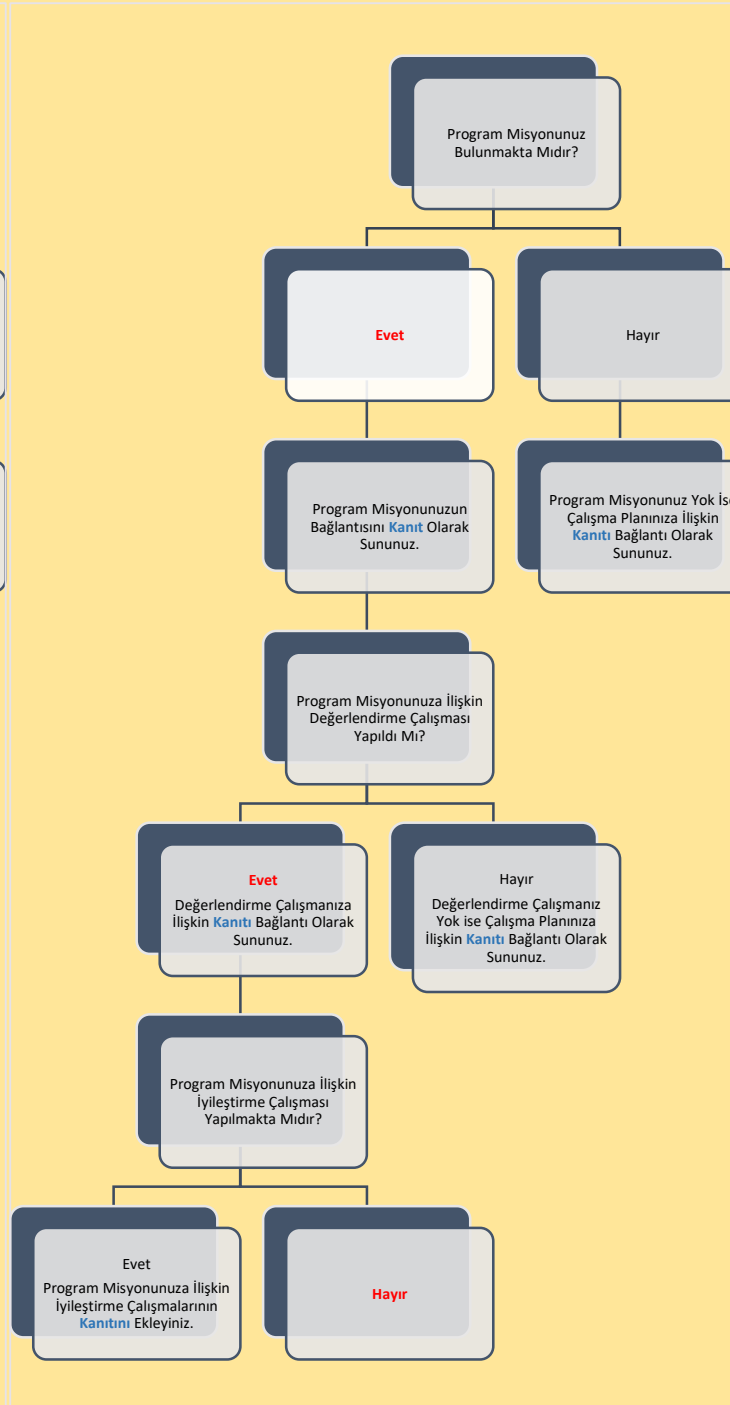 Program Misyonunuz
Bulunmakta Mıdır?
Evet
Hayır
Program Misyonunuzun
Bağlantısını Kanıt Olarak
Sununuz.
Program Misyonunuz Yok İse
Çalışma Planınıza İlişkin
Kanıtı Bağlantı Olarak
Sununuz.
Program Misyonunuza İlişkin
Değerlendirme Çalışması
Yapıldı Mı?
Evet
Değerlendirme Çalışmanıza
İlişkin Kanıtı Bağlantı Olarak
Sununuz.
Hayır
Değerlendirme Çalışmanız
Yok ise Çalışma Planınıza
İlişkin Kanıtı Bağlantı Olarak
Sununuz.
Program Misyonunuza İlişkin
İyileştirme Çalışması
Yapılmakta Mıdır?
Evet
Program Misyonunuza İlişkin
İyileştirme Çalışmalarının
Kanıtını Ekleyiniz.
Hayır